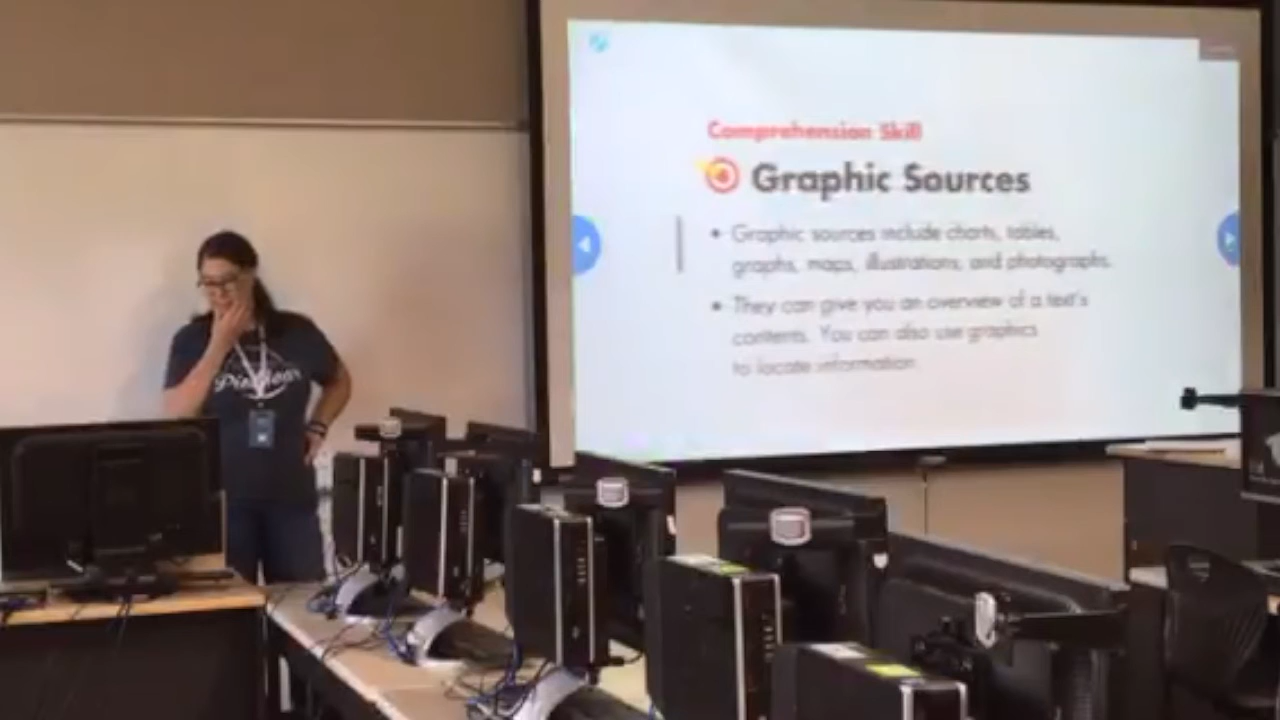 Comprehension Skill
Graphic Sources
• Graphic sources include charts, tables,
graphs, maps, illustrations, and photographs.
• They can give you an overview of a text's
contents. You can also use graphics
to locate information